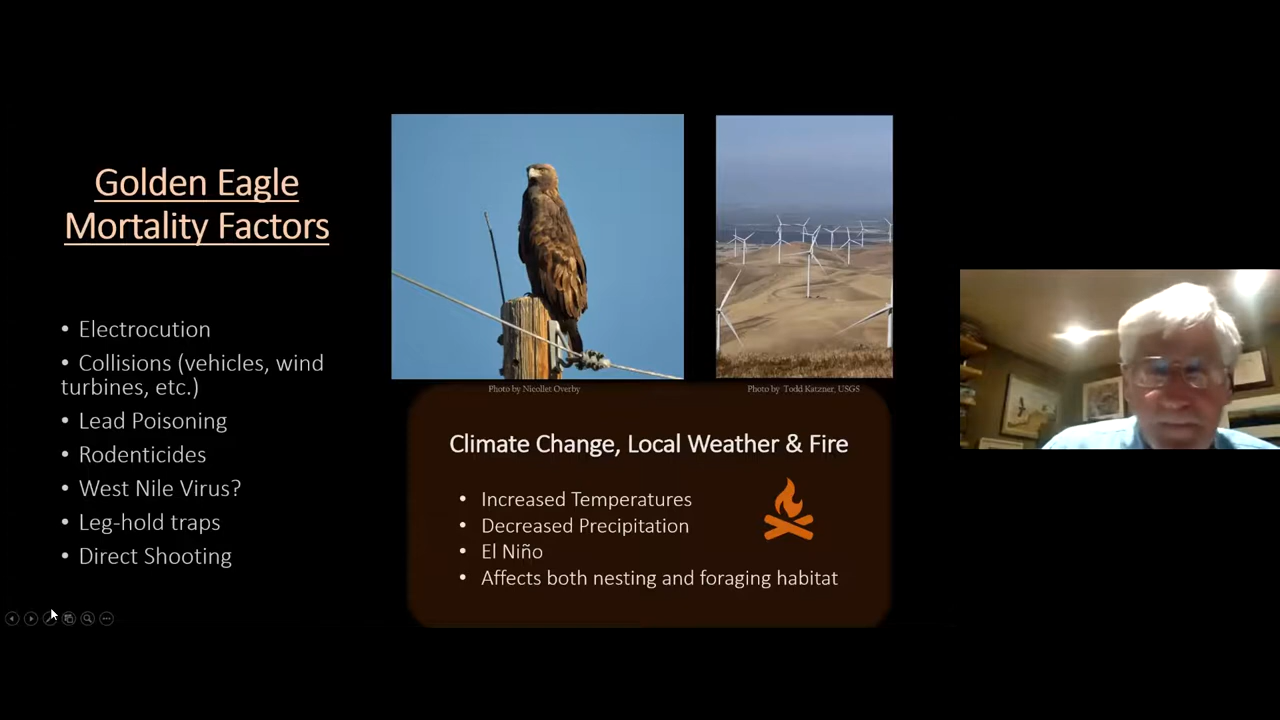 Golden Eagle
Mortality Factors
• Electrocution
• Collisions (vehicles, wind
turbines, etc.)
• Lead Poisoning
• Rodenticides
• West Nile Virus?
• Leg-hold traps
• Direct Shooting
Photo by Nicollet Overby
Photo by Todd Katzner, USGS
Climate Change, Local Weather & Fire
• Increased Temperatures
• Decreased Precipitation
• El Niño
• Affects both nesting and foraging habitat